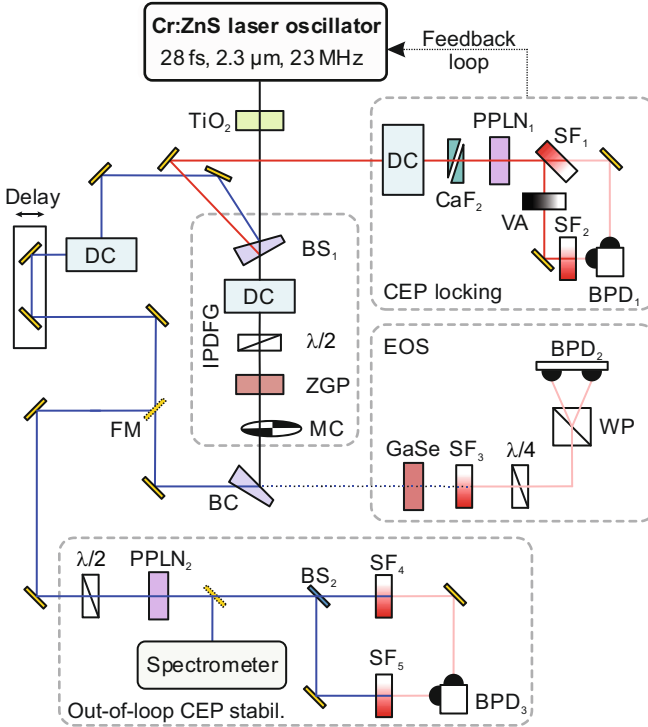 Cr:ZnS laser oscillator
28 fs, 2.3 µm, 23 MHz
Feedback
loop
TiO₂
PPLN₁
SF₁
DC
CaF₂
VA
SF₂
BPD₁
CEP locking
Delay
DC
BS₁
DC
IPDFG
λ/2
ZGP
MC
EOS
BPD₂
WP
GaSe
SF₃
λ/4
FM
BC
λ/2
PPLN₂
BS₂
SF₄
Spectrometer
SF₅
BPD₃
Out-of-loop CEP stabil.